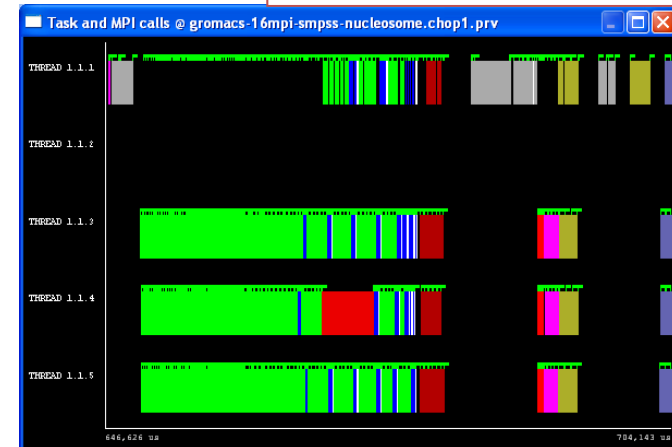 Task and MPI calls @ gromacs-16mpi-smpss-nucleosome.chop1.prv
THREAD 1.1.1
THREAD 1.1.2
THREAD 1.1.3
THREAD 1.1.4
THREAD 1.1.5
646,626 us
704,143 us